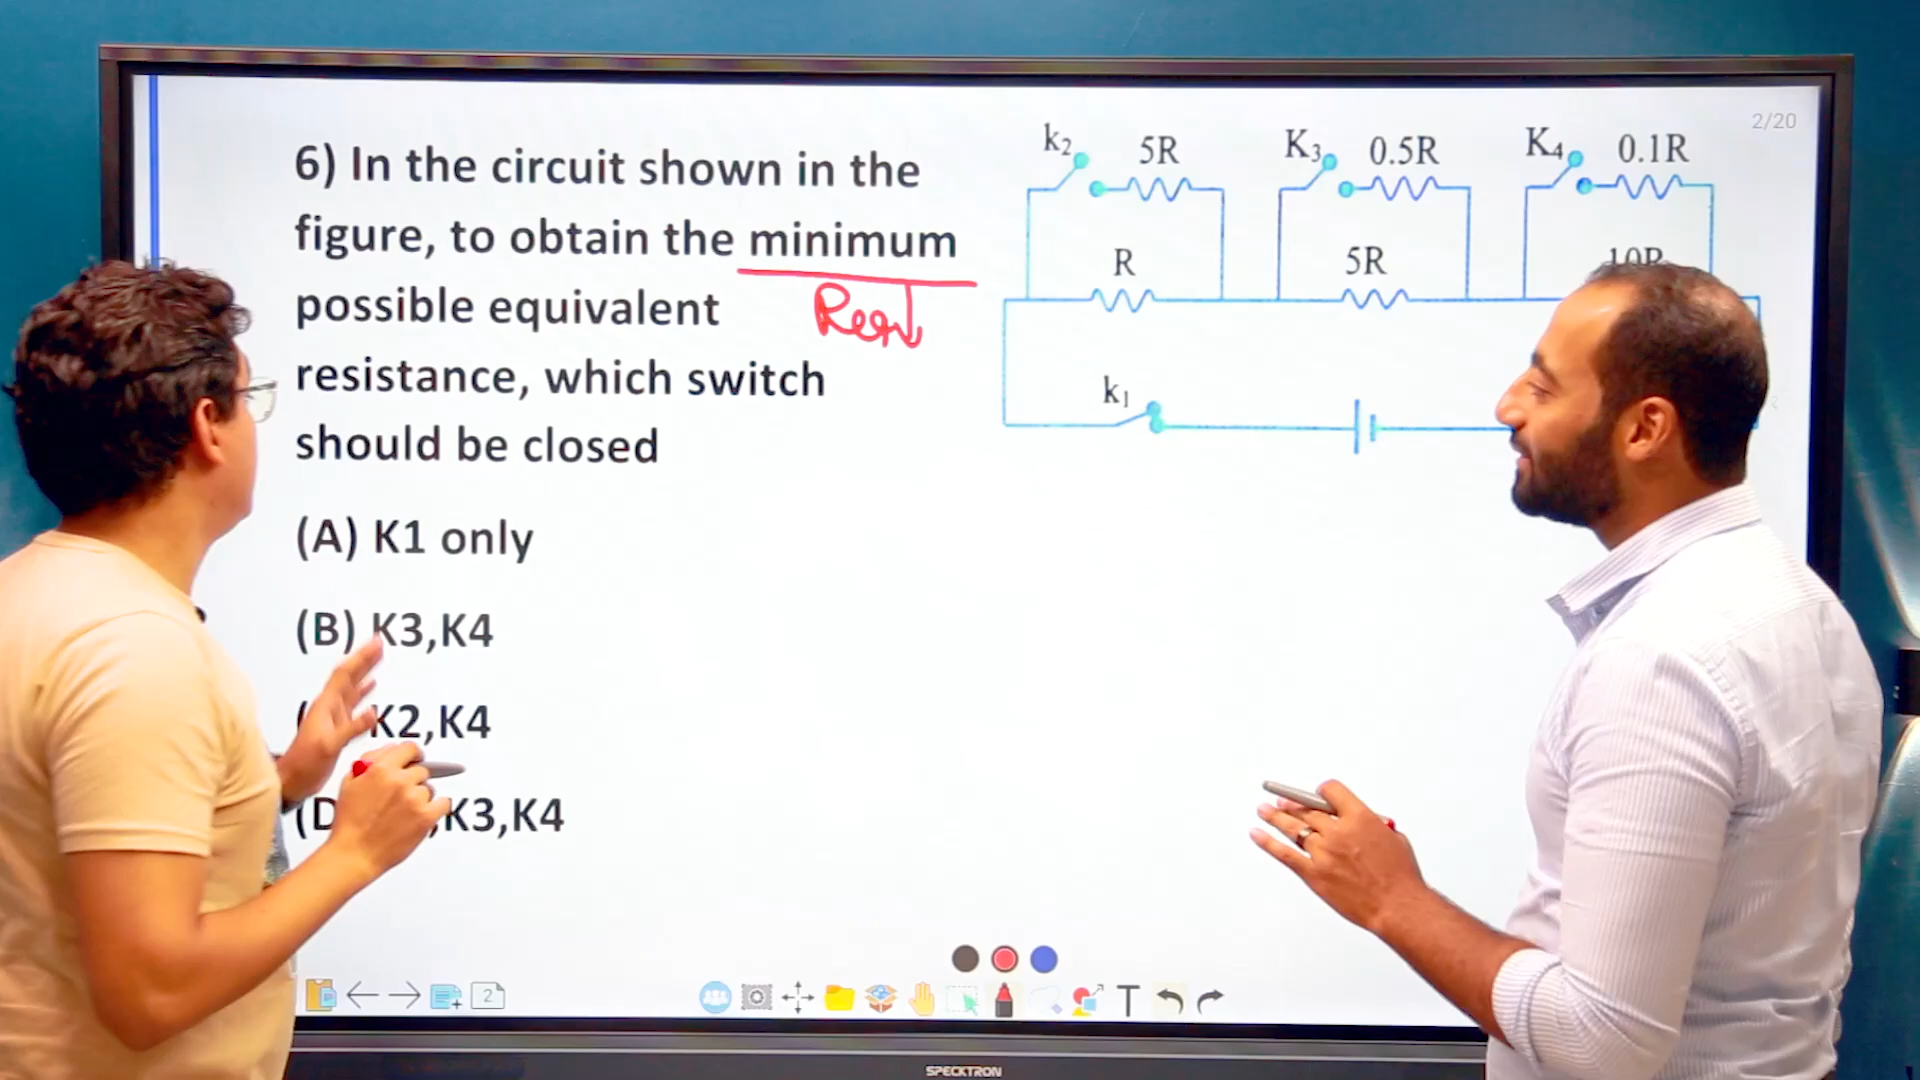 2/20
6) In the circuit shown in the
figure, to obtain the minimum
possible equivalent
resistance, which switch
should be closed
(A) K1 only
(B) K3,K4
K2,K4
(D ,K3,K4
k2 5R
K3 0.5R
K4 0.1R
R
5R
10R
k1
2
T
SPECKTRON